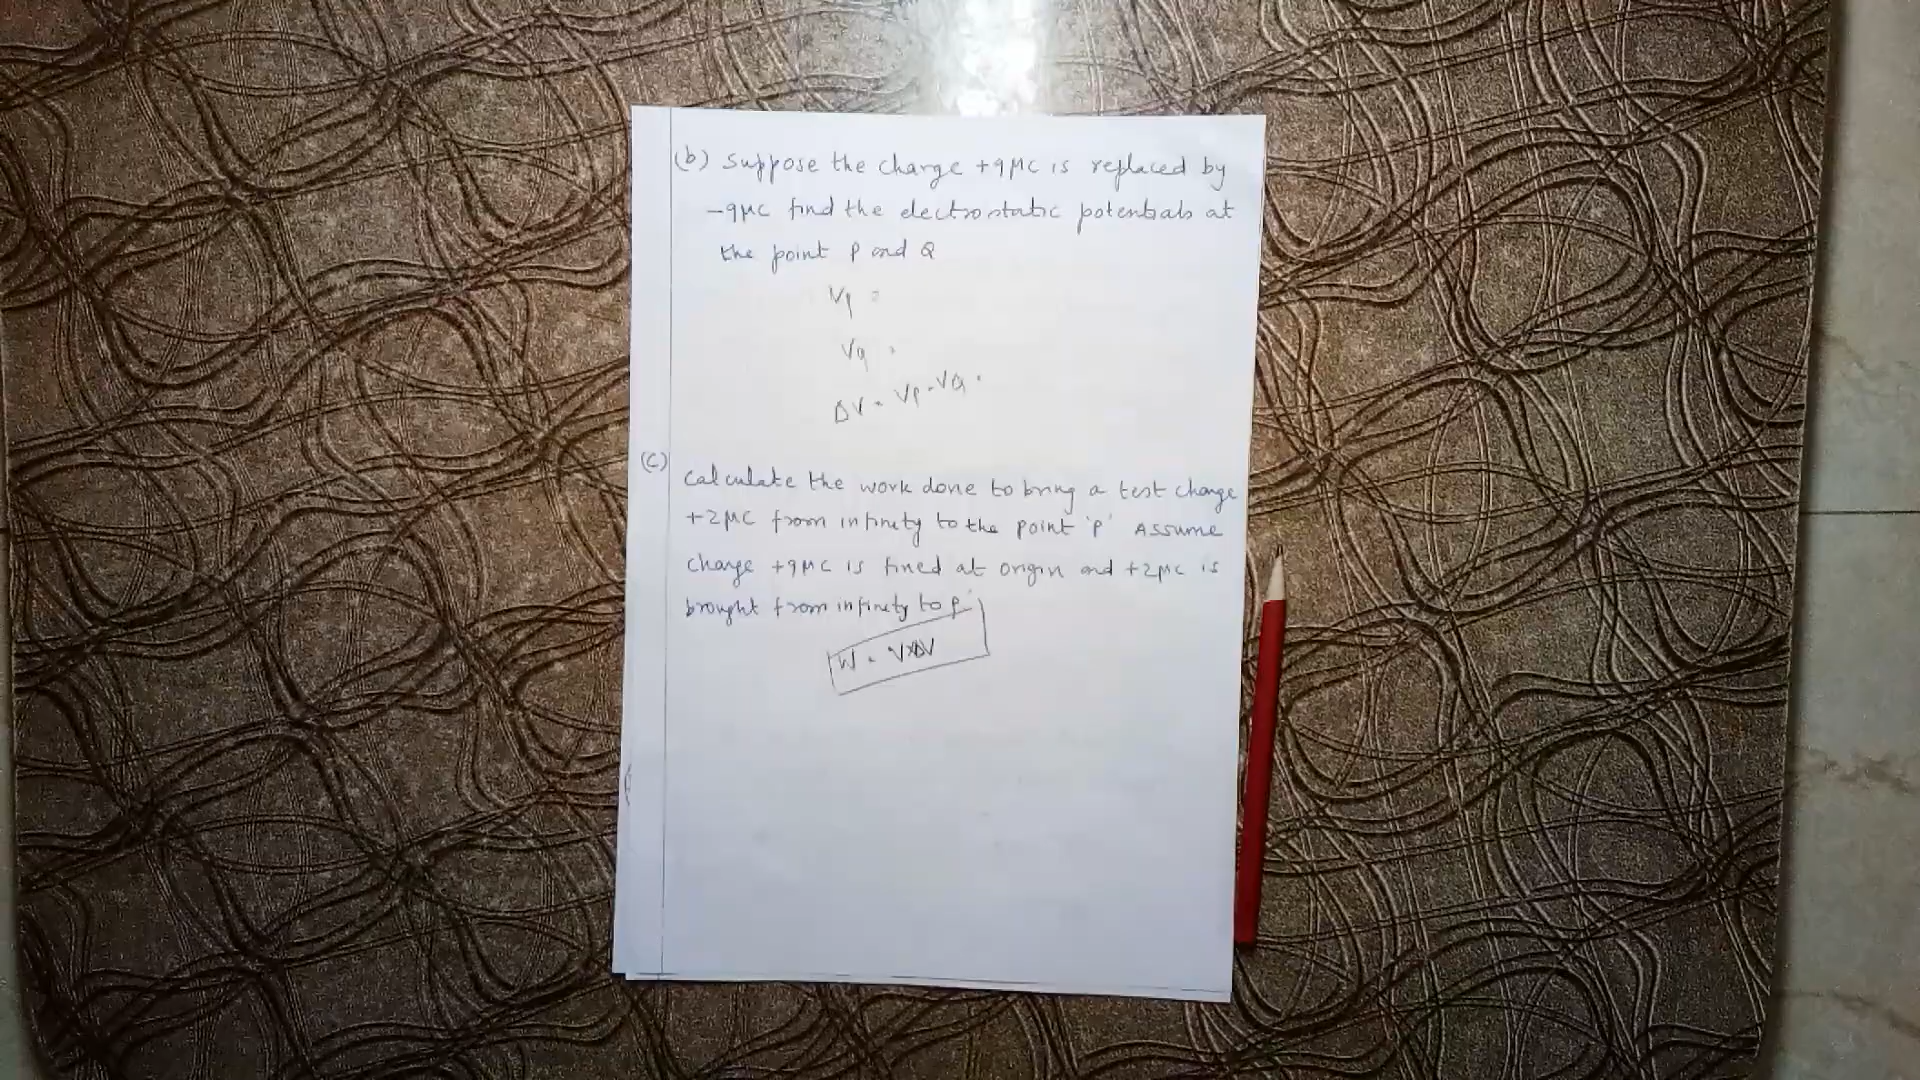 (b) Suppose the charge +9μC is replaced by
-9μC find the electrostatic potentials at
the point P and Q
VP =
VQ =
ΔV = VP - VQ .
(c)
Calculate the work done to bring a test charge
+2μC from infinety to the point 'P' Assume
charge +9μC is fined at origin and +2μC is
brought from infinety to P'
W = V×ΔV